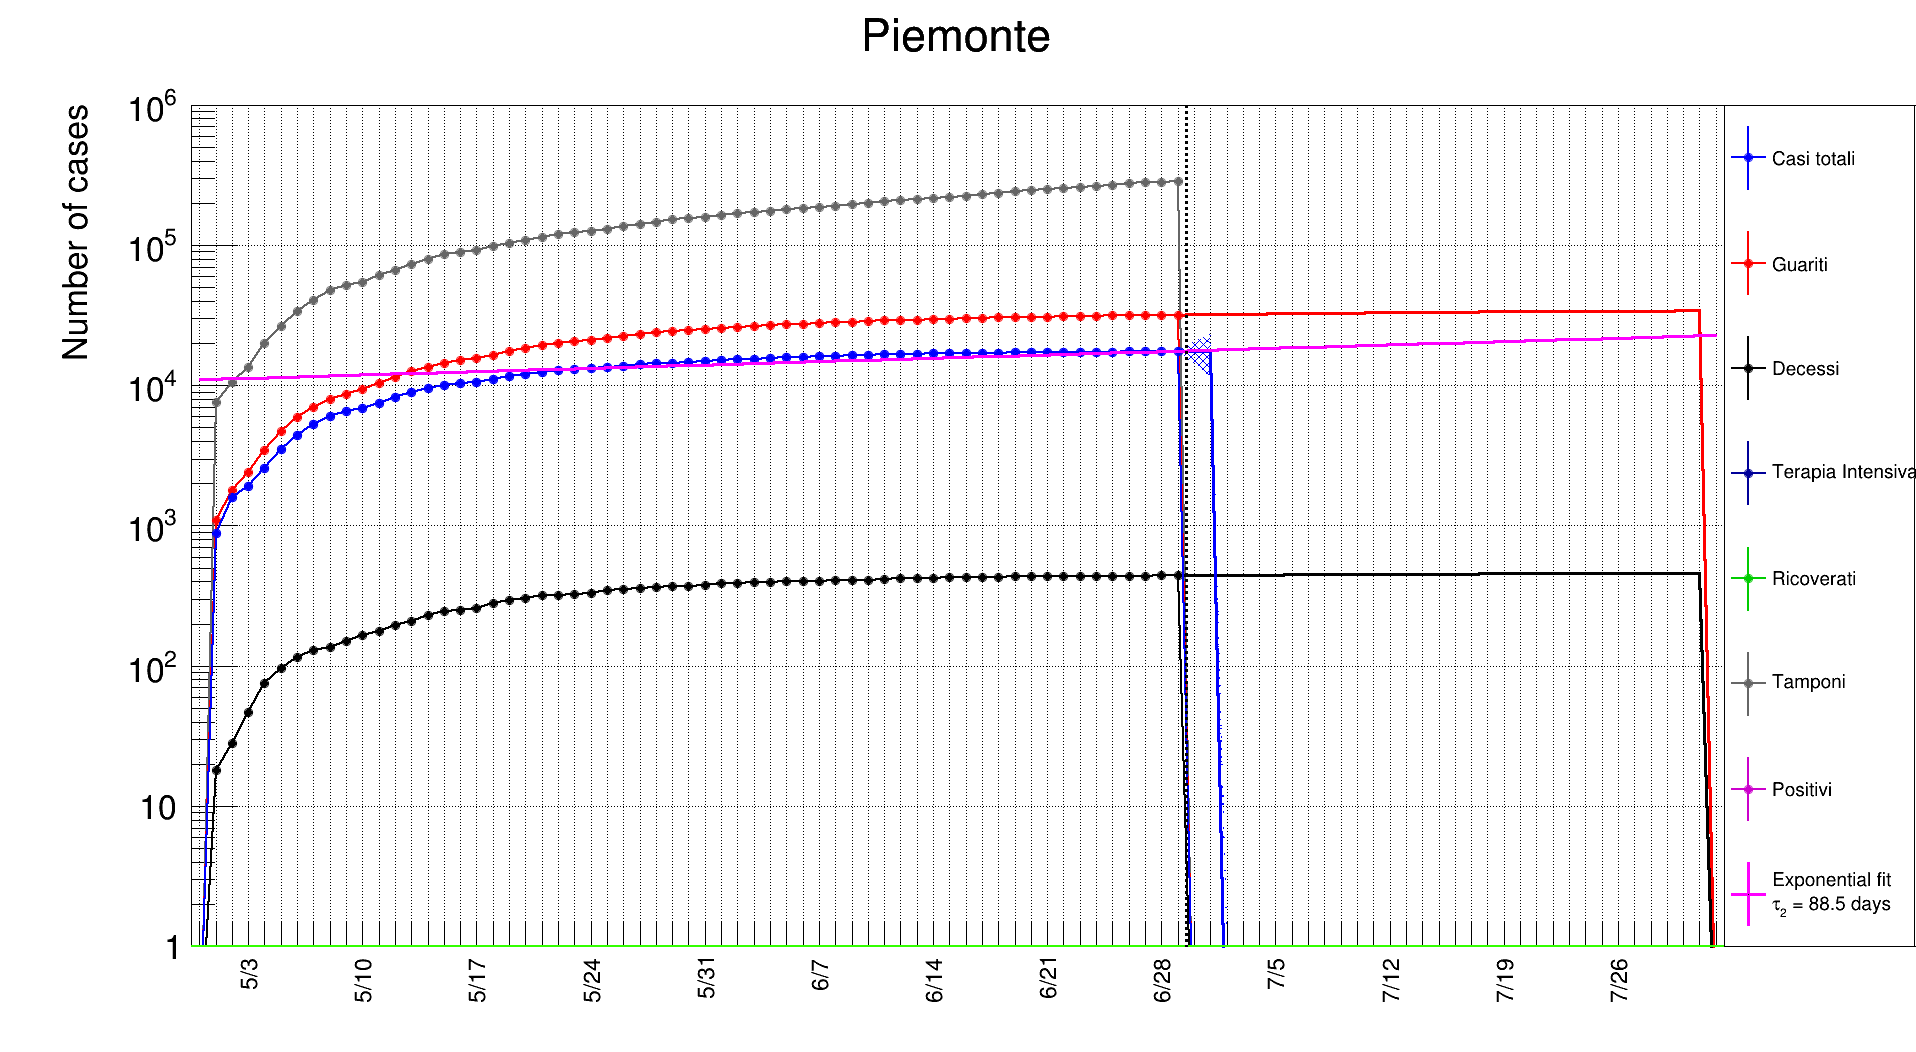 Piemonte
Number of cases
10^6
10^5
10^4
10^3
10^2
10
1
5/3
5/10
5/17
5/24
5/31
6/7
6/14
6/21
6/28
7/5
7/12
7/19
7/26
Casi totali
Guariti
Decessi
Terapia Intensiva
Ricoverati
Tamponi
Positivi
Exponential fit
τ₂ = 88.5 days